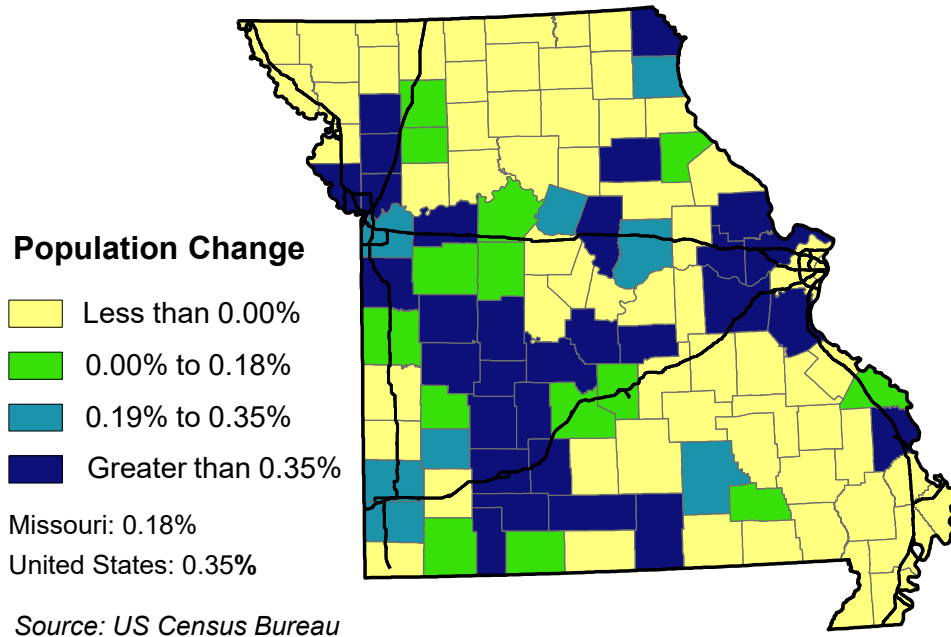 Population Change
Less than 0.00%
0.00% to 0.18%
0.19% to 0.35%
Greater than 0.35%
Missouri: 0.18%
United States: 0.35%
Source: US Census Bureau